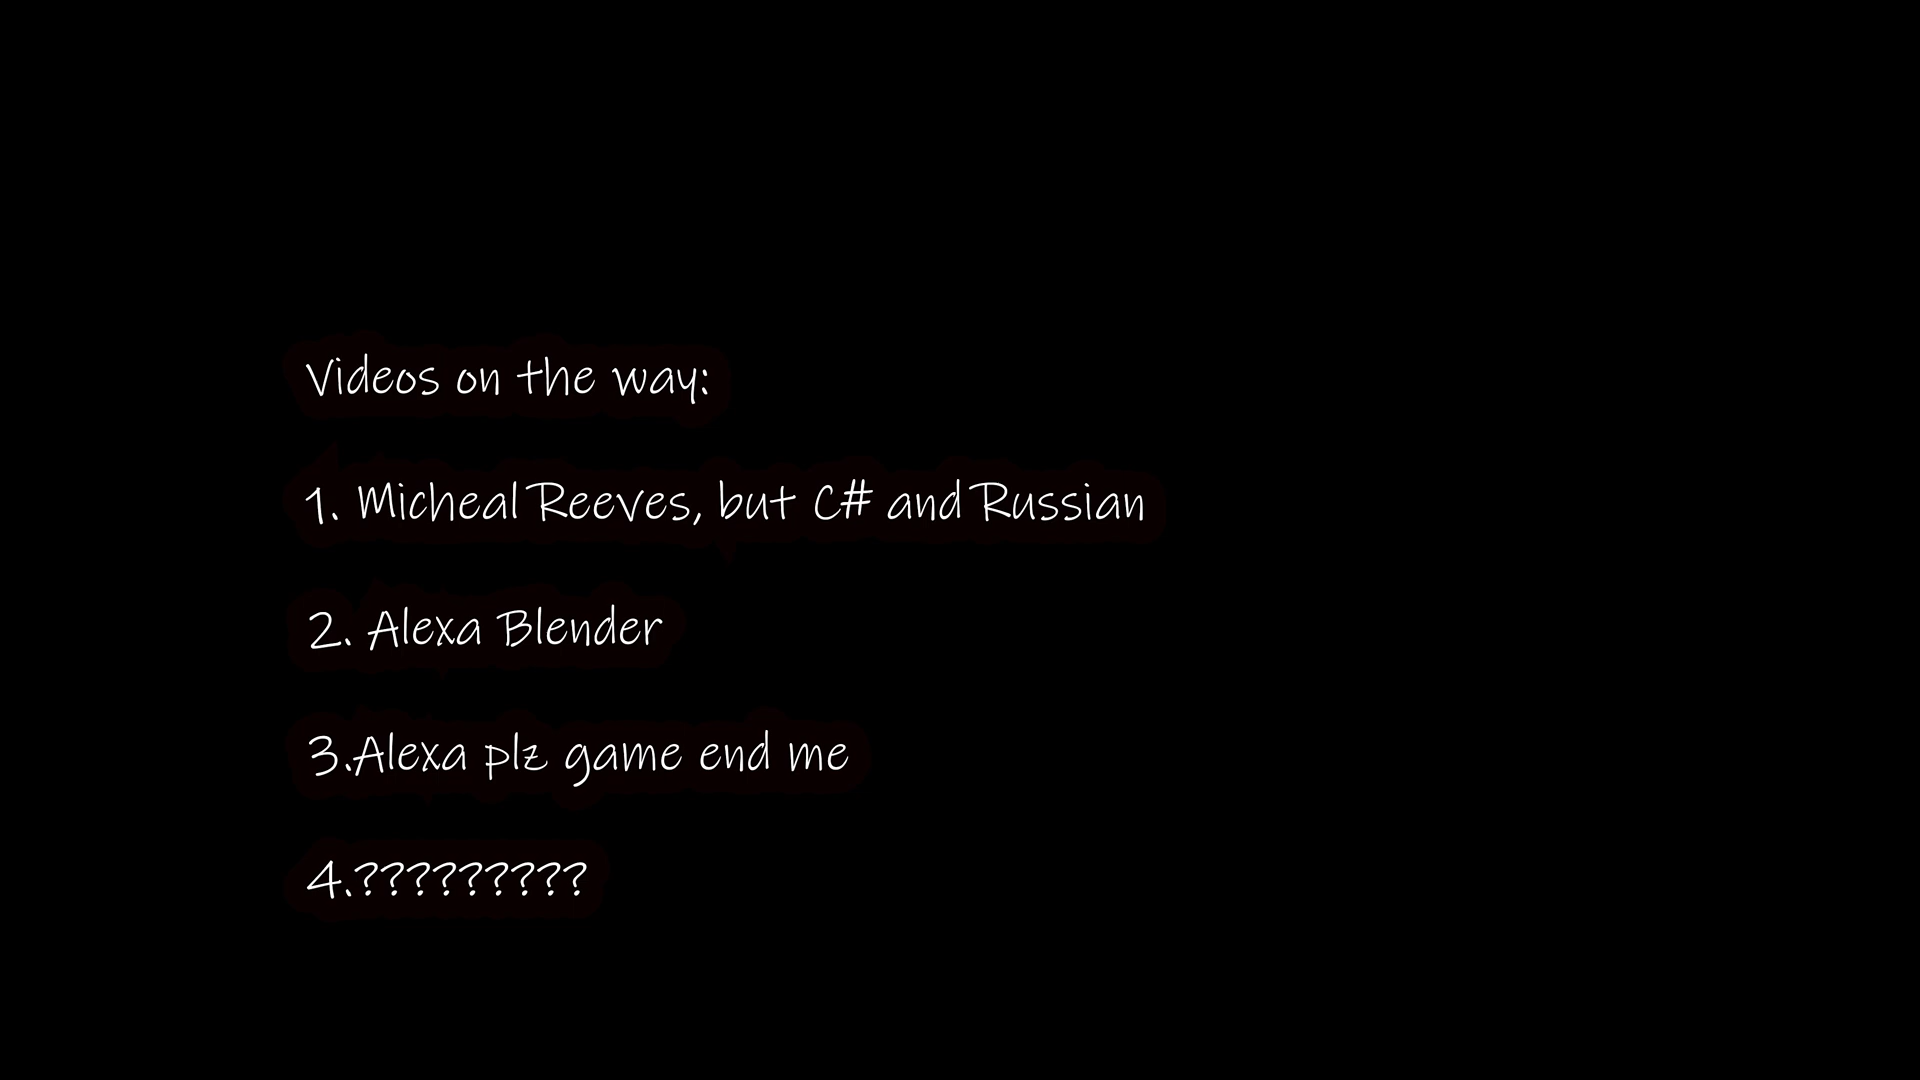 Videos on the way:
1. Micheal Reeves, but C# and Russian
2. Alexa Blender
3.Alexa plz game end me
4.?????????